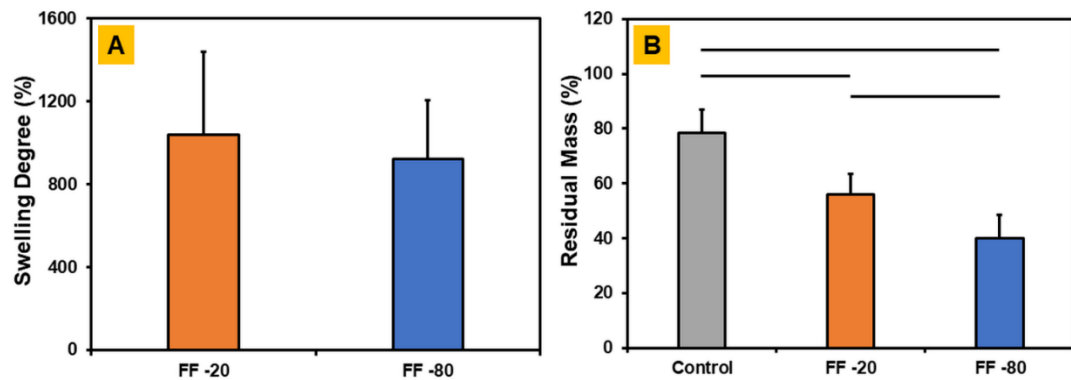 A
Swelling Degree (%)
1600
1200
800
400
0
FF -20
FF -80
B
Residual Mass (%)
120
100
80
60
40
20
0
Control
FF -20
FF -80